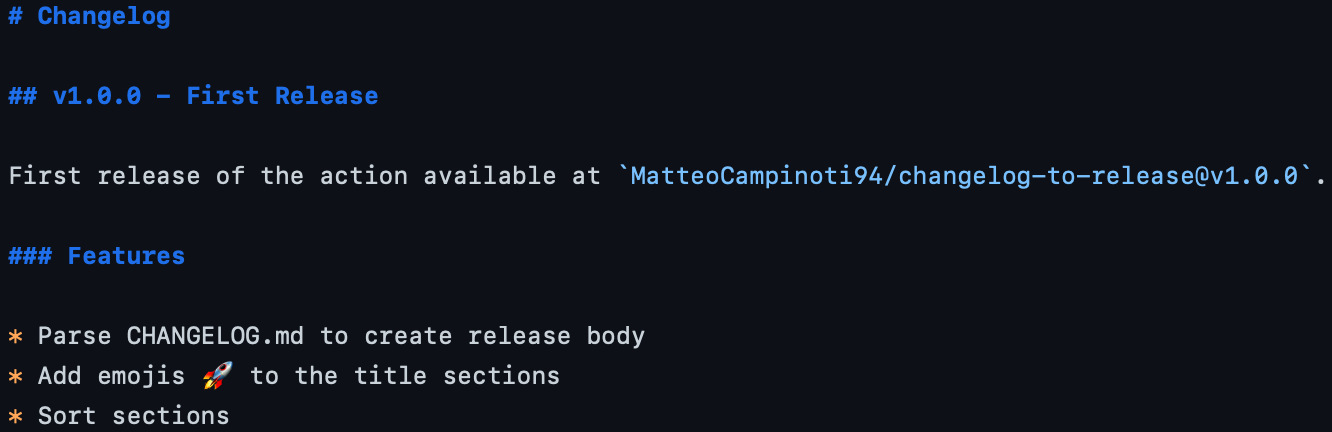 # Changelog
## v1.0.0 - First Release
First release of the action available at `MatteoCampinoti94/changelog-to-release@v1.0.0`.
### Features
* Parse CHANGELOG.md to create release body
* Add emojis 🚀 to the title sections
* Sort sections